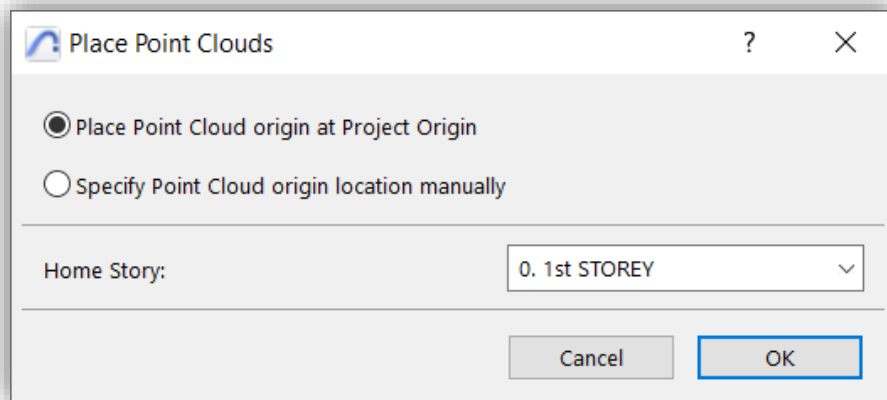 Place Point Clouds
?
Place Point Cloud origin at Project Origin
Specify Point Cloud origin location manually
Home Story: 0. 1st STOREY
Cancel OK